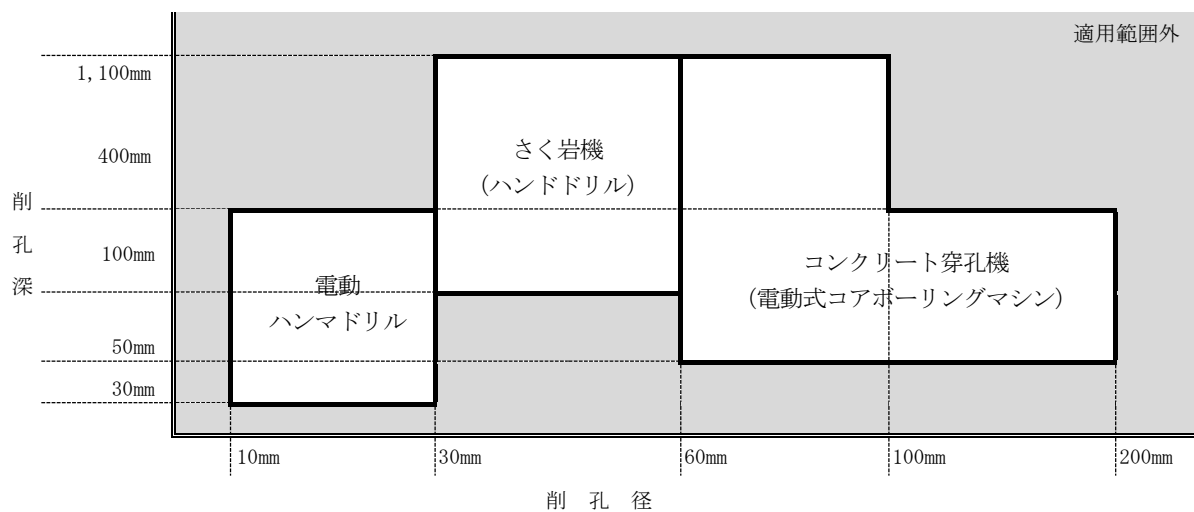 適用範囲外
1,100mm
さく岩機
(ハンドドリル)
400mm
削孔深
100mm
電動
ハンマドリル
コンクリート穿孔機
(電動式コアボーリングマシン)
50mm
30mm
10mm
30mm
60mm
100mm
200mm
削 孔 径